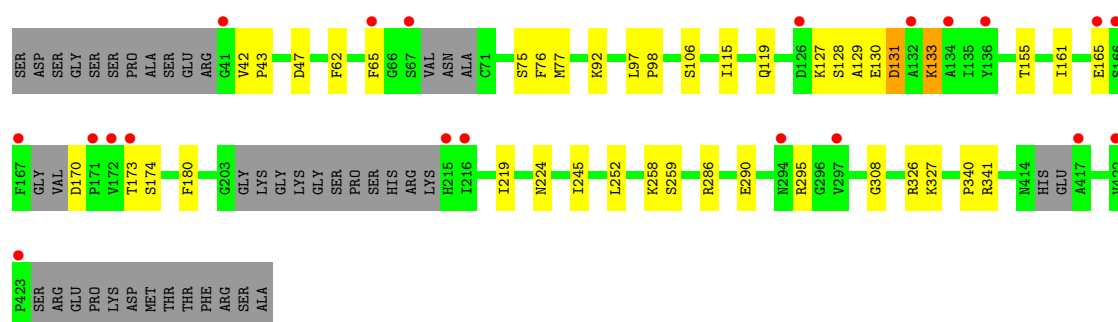 SER ASP SER GLY SER SER PRO ALA SER GLU ARG G41 V42 P43 D47 F62 F65 G66 S67 VAL ASN ALA C71 S75 F76 M77 K92 L97 P98 S106 I115 Q119 D126 K127 S128 A129 E130 D131 A132 K133 A134 I135 Y136 T155 I161 E165 S166
F167 GLY VAL D170 P171 V172 T173 S174 F180 G203 GLY LYS GLY LYS GLY SER PRO SER HIS ARG LYS H215 I216 I219 N224 I245 L252 K258 S259 R286 E290 N294 R295 G296 V297 G308 R326 K327 P340 R341 N414 HIS GLU A417 V422
P423 SER ARG GLU PRO LYS ASP MET THR THR PHE ARG SER ALA